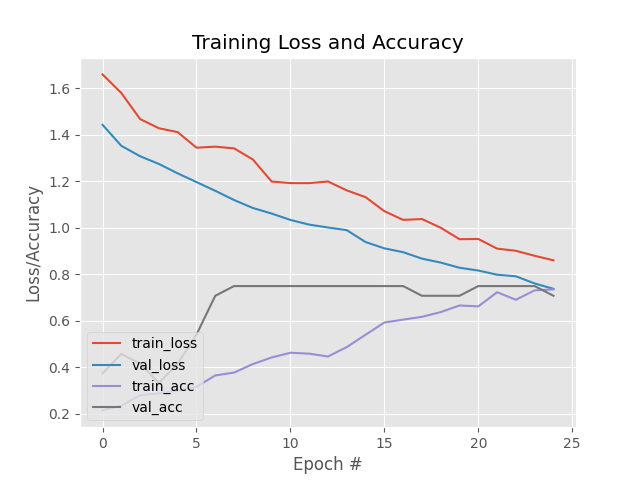 Training Loss and Accuracy
Loss/Accuracy
1.6
1.4
1.2
1.0
0.8
0.6
0.4
0.2
train_loss
val_loss
train_acc
val_acc
0 5 10 15 20 25
Epoch #